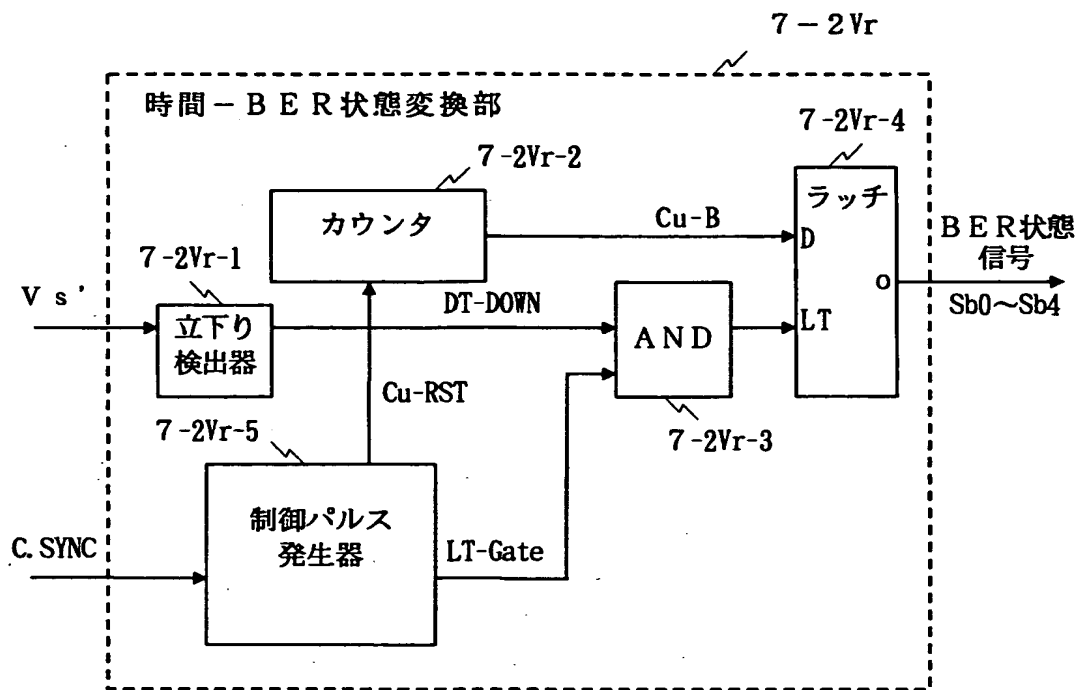 7-2Vr
時間-BER状態変換部
7-2Vr-4
7-2Vr-2
ラッチ
カウンタ
Cu-B
D
BER状態
信号
7-2Vr-1
Vs'
DT-DOWN
O
Sb0～Sb4
立下り
検出器
AND
LT
Cu-RST
7-2Vr-5
7-2Vr-3
制御パルス
発生器
C.SYNC
LT-Gate